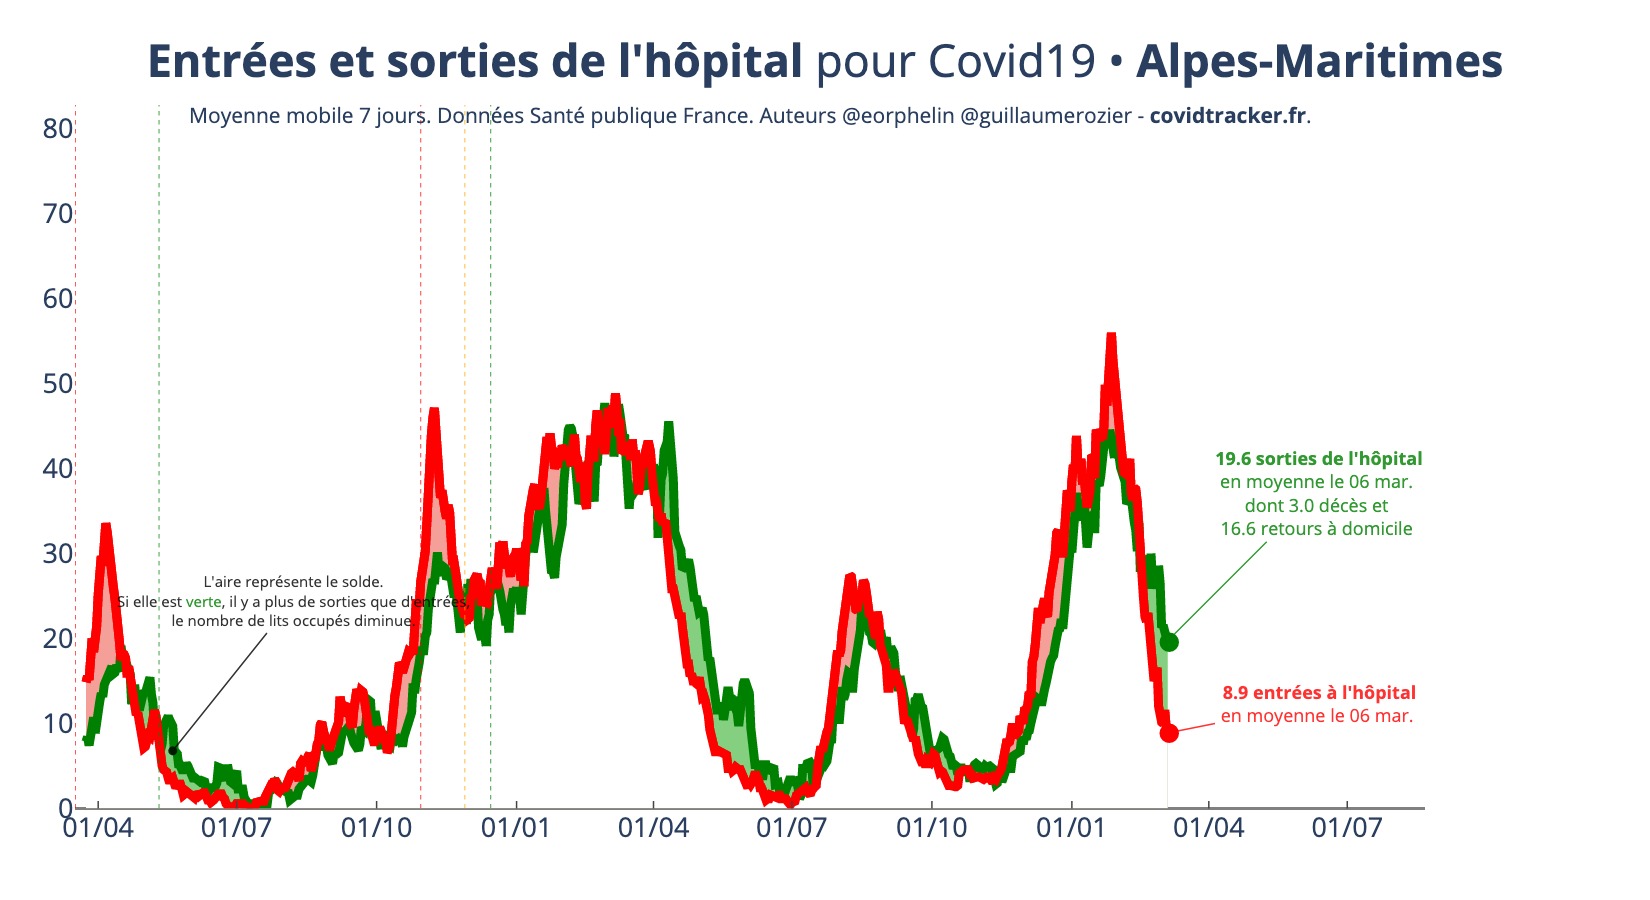 Entrées et sorties de l'hôpital pour Covid19 • Alpes-Maritimes
Moyenne mobile 7 jours. Données Santé publique France. Auteurs @eorphelin @guillaumerozier - covidtracker.fr.
80
70
60
50
40
30
20
10
0
L'aire représente le solde.
Si elle est verte, il y a plus de sorties que d'entrées,
le nombre de lits occupés diminue.
19.6 sorties de l'hôpital
en moyenne le 06 mar.
dont 3.0 décès et
16.6 retours à domicile
8.9 entrées à l'hôpital
en moyenne le 06 mar.
01/04 01/07 01/10 01/01 01/04 01/07 01/10 01/01 01/04 01/07